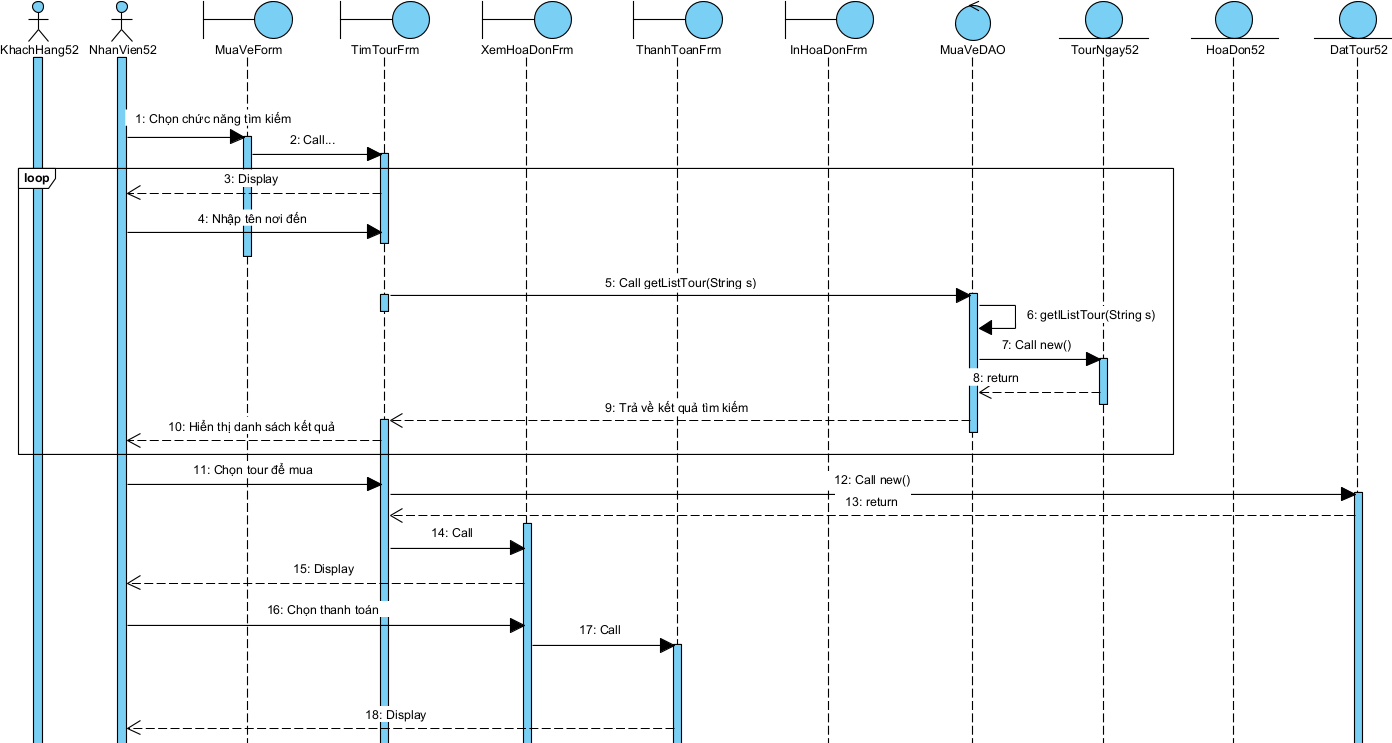 KhachHang52
NhanVien52
MuaVeForm
TimTourFrm
XemHoaDonFrm
ThanhToanFrm
InHoaDonFrm
MuaVeDAO
TourNgay52
HoaDon52
DatTour52
1: Chọn chức năng tìm kiếm
2: Call...
loop
3: Display
4: Nhập tên nơi đến
5: Call getListTour(String s)
6: getlListTour(String s)
7: Call new()
8: return
9: Trả về kết quả tìm kiếm
10: Hiển thị danh sách kết quả
11: Chọn tour để mua
12: Call new()
13: return
14: Call
15: Display
16: Chọn thanh toán
17: Call
18: Display